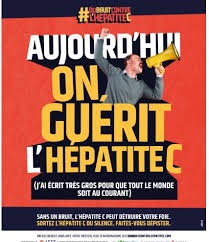 #DUBRUITCONTRE
L'HÉPATITEC
AUJOURD'HUI
ON GUÉRIT
L'HÉPATITE C
(J'AI ÉCRIT TRÈS GROS POUR QUE TOUT LE MONDE
SOIT AU COURANT)
SANS UN BRUIT, L'HÉPATITE C PEUT DÉTRUIRE VOTRE FOIE.
SORTEZ L'HÉPATITE C DU SILENCE. FAITES-VOUS DÉPISTER.